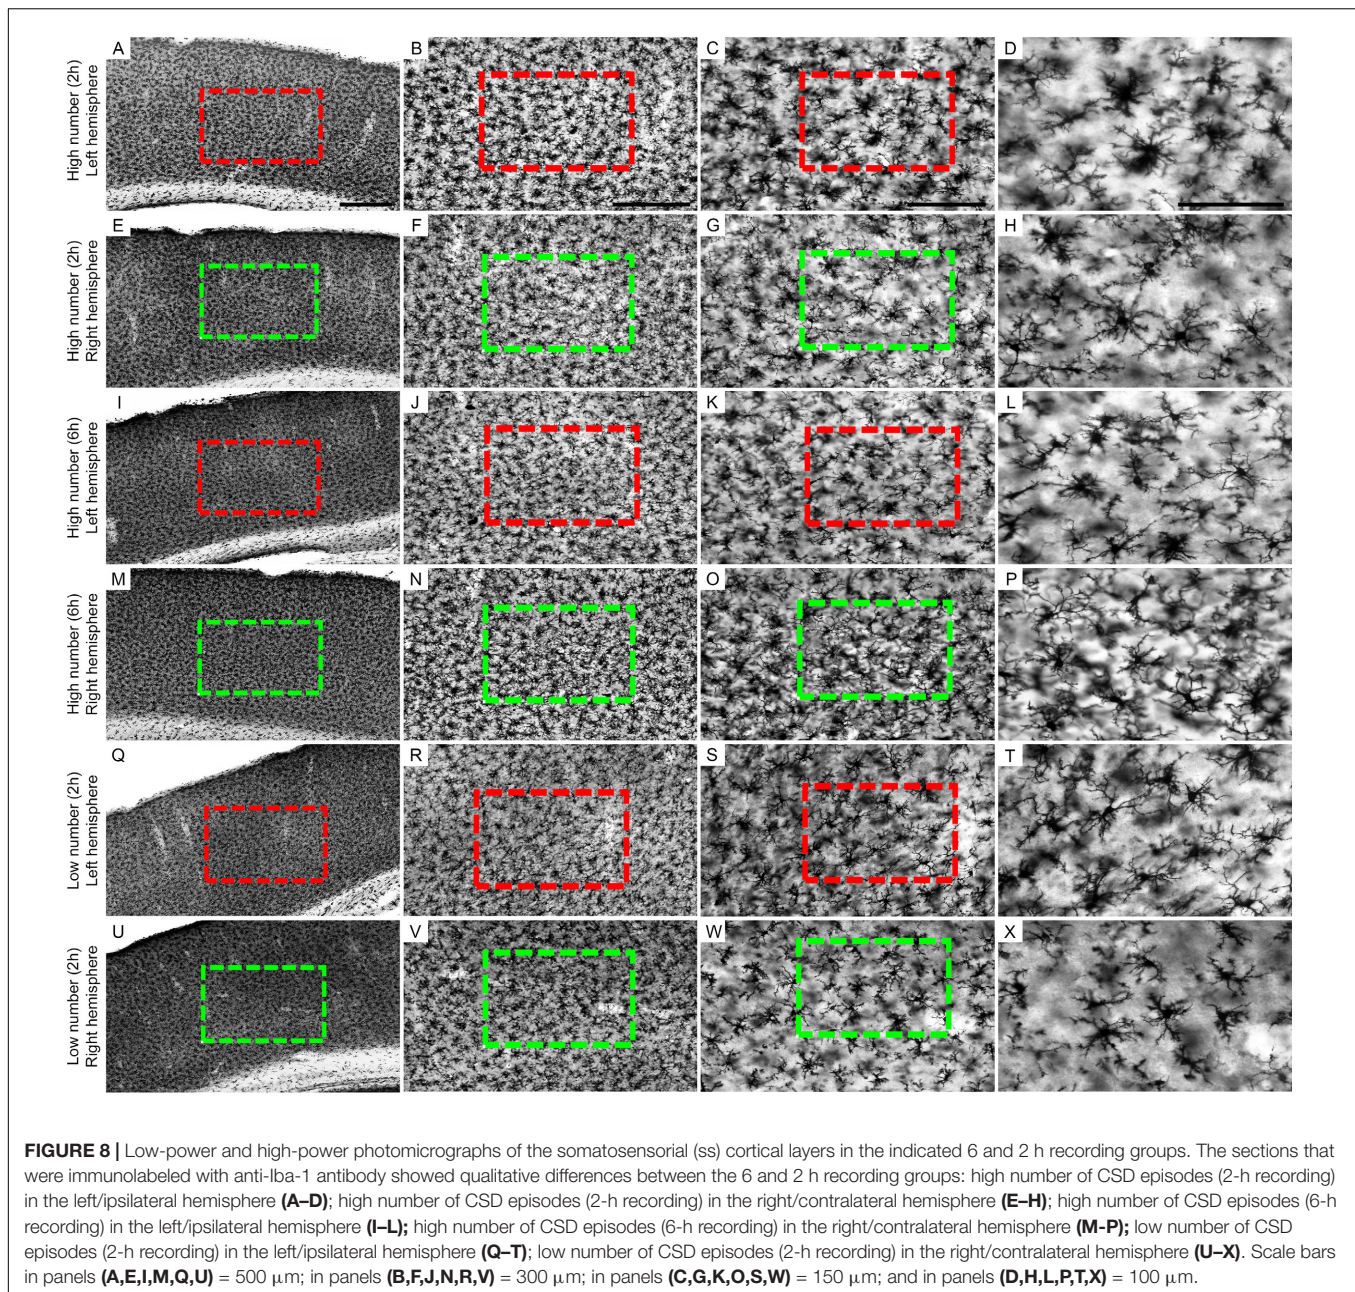 High number (2h)
Left hemisphere
A
B
C
D
High number (2h)
Right hemisphere
E
F
G
H
High number (6h)
Left hemisphere
I
J
K
L
High number (6h)
Right hemisphere
M
N
O
P
Low number (2h)
Left hemisphere
Q
R
S
T
Low number (2h)
Right hemisphere
U
V
W
X
FIGURE 8 | Low-power and high-power photomicrographs of the somatosensorial (ss) cortical layers in the indicated 6 and 2 h recording groups. The sections that
were immunolabeled with anti-Iba-1 antibody showed qualitative differences between the 6 and 2 h recording groups: high number of CSD episodes (2-h recording)
in the left/ipsilateral hemisphere (A–D); high number of CSD episodes (2-h recording) in the right/contralateral hemisphere (E–H); high number of CSD episodes (6-h
recording) in the left/ipsilateral hemisphere (I–L); high number of CSD episodes (6-h recording) in the right/contralateral hemisphere (M-P); low number of CSD
episodes (2-h recording) in the left/ipsilateral hemisphere (Q–T); low number of CSD episodes (2-h recording) in the right/contralateral hemisphere (U–X). Scale bars
in panels (A,E,I,M,Q,U) = 500 μm; in panels (B,F,J,N,R,V) = 300 μm; in panels (C,G,K,O,S,W) = 150 μm; and in panels (D,H,L,P,T,X) = 100 μm.